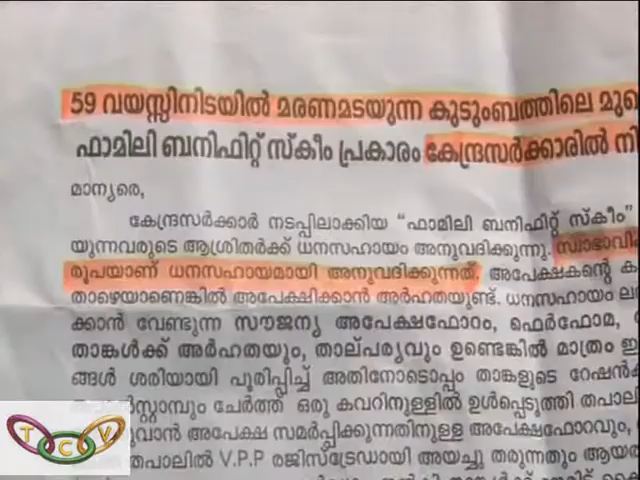 59 വയസ്സിനിടയിൽ മരണമടയുന്ന കുടുംബത്തിലെ
ഫാമിലി ബനിഫിറ്റ് സ്കീം പ്രകാരം കേന്ദ്രസർക്കാരിൽ
മാന്യരെ,
കേന്ദ്രസർക്കാർ നടപ്പിലാക്കിയ “ഫാമിലി ബനിഫിറ്റ് സ്കീം”
യുന്നവരുടെ ആശ്രിതർക്ക് ധനസഹായം അനുവദിക്കുന്നു.
രൂപയാണ് ധനസഹായമായി അനുവദിക്കുന്നത്. അപേക്ഷകന്റെ
താഴെയാണെങ്കിൽ അപേക്ഷിക്കാൻ അർഹതയുണ്ട്. ധനസഹായം
ക്കാൻ വേണ്ടുന്ന സൗജന്യ അപേക്ഷഫോറം, ഫെർഫോമ,
താങ്കൾക്ക് അർഹതയും, താല്പര്യവും ഉണ്ടെങ്കിൽ മാത്രം
ങ്ങൾ ശരിയായി പൂരിപ്പിച്ച് അതിനോടൊപ്പം താങ്കളുടെ
ചേർത്ത് ഒരു കവറിനുള്ളിൽ ഉൾപ്പെടുത്തി
അപേക്ഷ സമർപ്പിക്കുന്നതിനുള്ള അപേക്ഷഫോറവും,
തപാലിൽ V.P.P രജിസ്ട്രേഡായി അയച്ചു തരുന്നതും
TCV